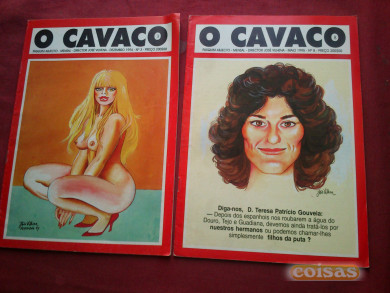 O CAVACO
O CAVACO
Diga-nos, D. Teresa Patrício Gouveia:
— Depois dos espanhois nos roubarem a água do
Douro, Tejo e Guadiana, devemos ainda tratá-los por
nuestros hermanos ou podemos chamar-lhes
simplesmente filhos da puta ?
coisas